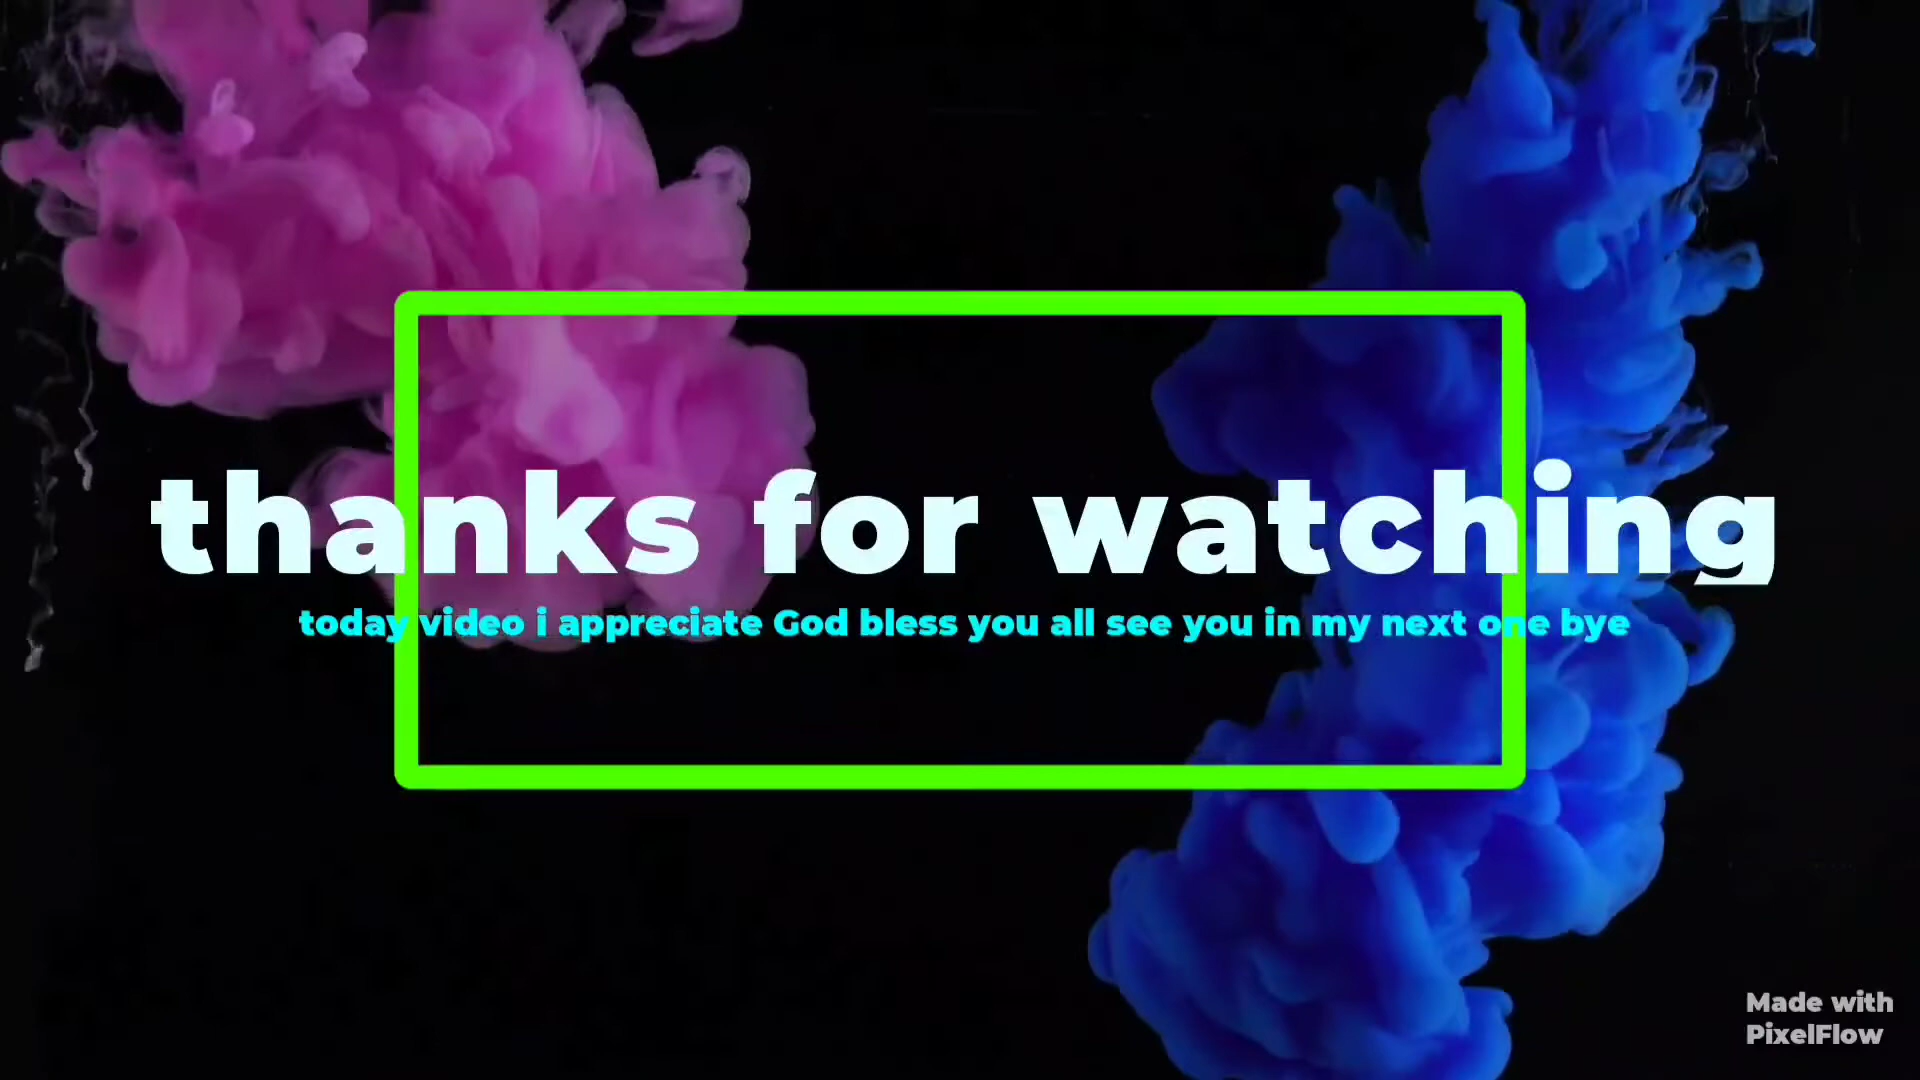 thanks for watching
today video i appreciate God bless you all see you in my next one bye
Made with
PixelFlow